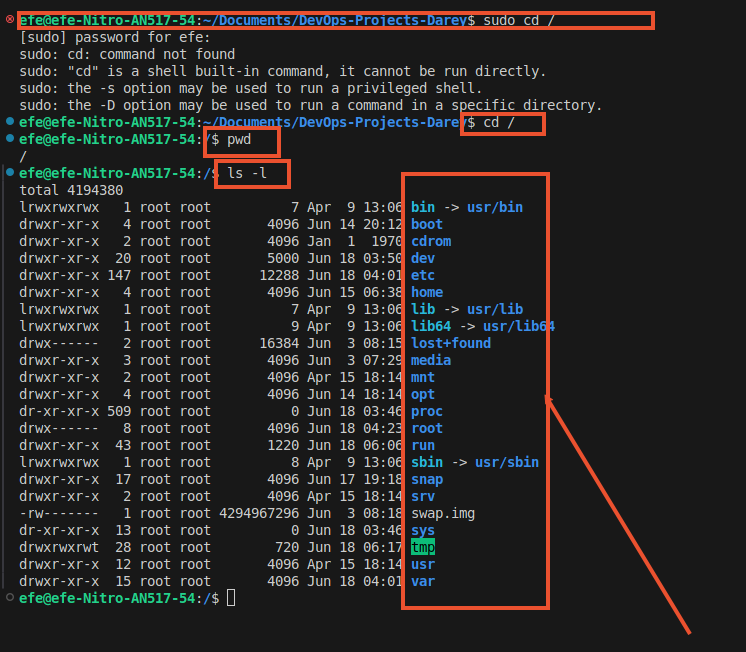 efe@efe-Nitro-AN517-54:~/Documents/DevOps-Projects-Darey$ sudo cd /
[sudo] password for efe:
sudo: cd: command not found
sudo: "cd" is a shell built-in command, it cannot be run directly.
sudo: the -s option may be used to run a privileged shell.
sudo: the -D option may be used to run a command in a specific directory.
efe@efe-Nitro-AN517-54:~/Documents/DevOps-Projects-Darey$ cd /
efe@efe-Nitro-AN517-54:/$ pwd
/
efe@efe-Nitro-AN517-54:/$ ls -l
total 4194380
lrwxrwxrwx   1 root root          7 Apr  9 13:06 bin -> usr/bin
drwxr-xr-x   4 root root       4096 Jun 14 20:12 boot
drwxr-xr-x   2 root root       4096 Jan  1  1970 cdrom
drwxr-xr-x  20 root root       5000 Jun 18 03:50 dev
drwxr-xr-x 147 root root      12288 Jun 18 04:01 etc
drwxr-xr-x   4 root root       4096 Jun 15 06:38 home
lrwxrwxrwx   1 root root          7 Apr  9 13:06 lib -> usr/lib
lrwxrwxrwx   1 root root          9 Apr  9 13:06 lib64 -> usr/lib64
drwx------   2 root root      16384 Jun  3 08:15 lost+found
drwxr-xr-x   3 root root       4096 Jun  3 07:29 media
drwxr-xr-x   2 root root       4096 Apr 15 18:14 mnt
drwxr-xr-x   4 root root       4096 Jun 14 18:14 opt
dr-xr-xr-x 509 root root          0 Jun 18 03:46 proc
drwx------   8 root root       4096 Jun 18 04:23 root
drwxr-xr-x  43 root root       1220 Jun 18 06:06 run
lrwxrwxrwx   1 root root          8 Apr  9 13:06 sbin -> usr/sbin
drwxr-xr-x  17 root root       4096 Jun 17 19:18 snap
drwxr-xr-x   2 root root       4096 Apr 15 18:14 srv
-rw-------   1 root root 4294967296 Jun  3 08:18 swap.img
dr-xr-xr-x  13 root root          0 Jun 18 03:46 sys
drwxrwxrwt  28 root root        720 Jun 18 06:17 tmp
drwxr-xr-x  12 root root       4096 Apr 15 18:14 usr
drwxr-xr-x  15 root root       4096 Jun 18 04:01 var
efe@efe-Nitro-AN517-54:/$